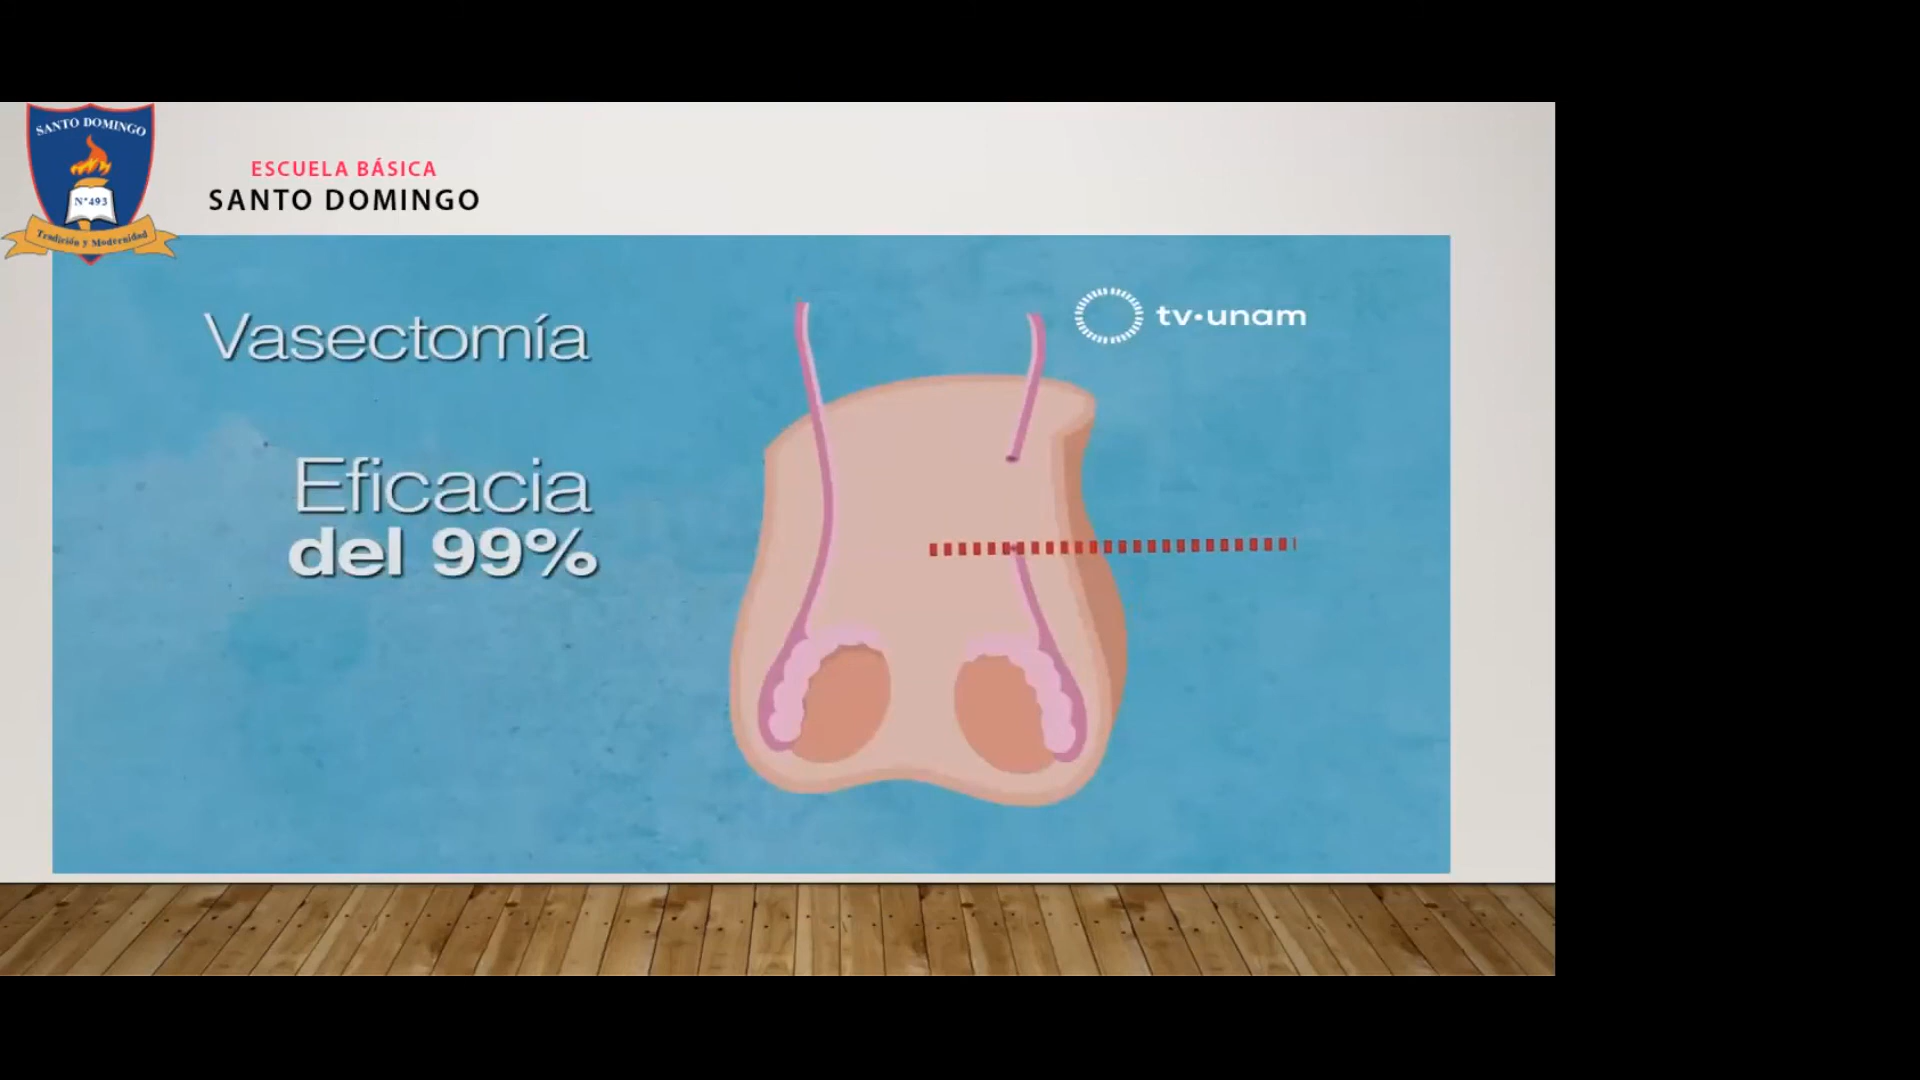 SANTO DOMINGO
N°493
Tradición y Modernidad
ESCUELA BÁSICA
SANTO DOMINGO
Vasectomía
tv•unam
Eficacia
del 99%